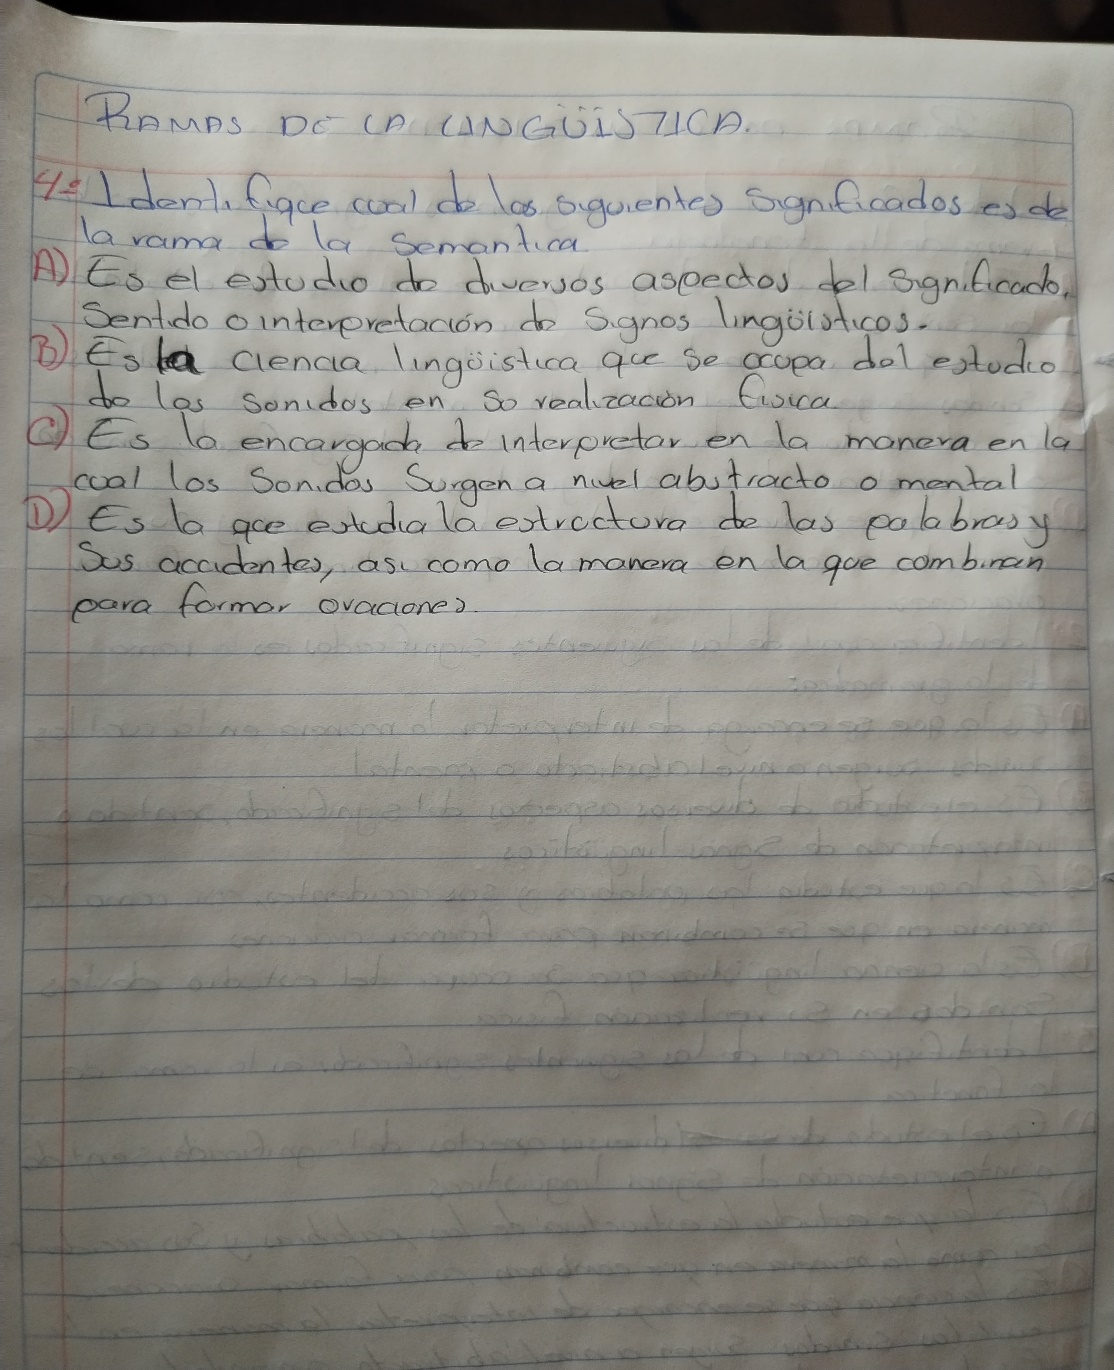 RAMAS DE LA LINGÜÍSTICA.
4= Identifique cual de los siguientes significados es de
la rama de la semantica
A) Es el estudio de diversos aspectos del significado,
Sentido o interpretación de Signos lingüisticos.
B) Es la ciencia lingüistica que se ocupa del estudio
de los sonidos en su realización fisica
C) Es la encargada de interpretar en la manera en la
cual los Sonidos Surgen a nivel abstracto o mental
D) Es la que estudia la estructura de las palabras y
Sus accidentes, asi como la manera en la que combinan
para formar oraciones